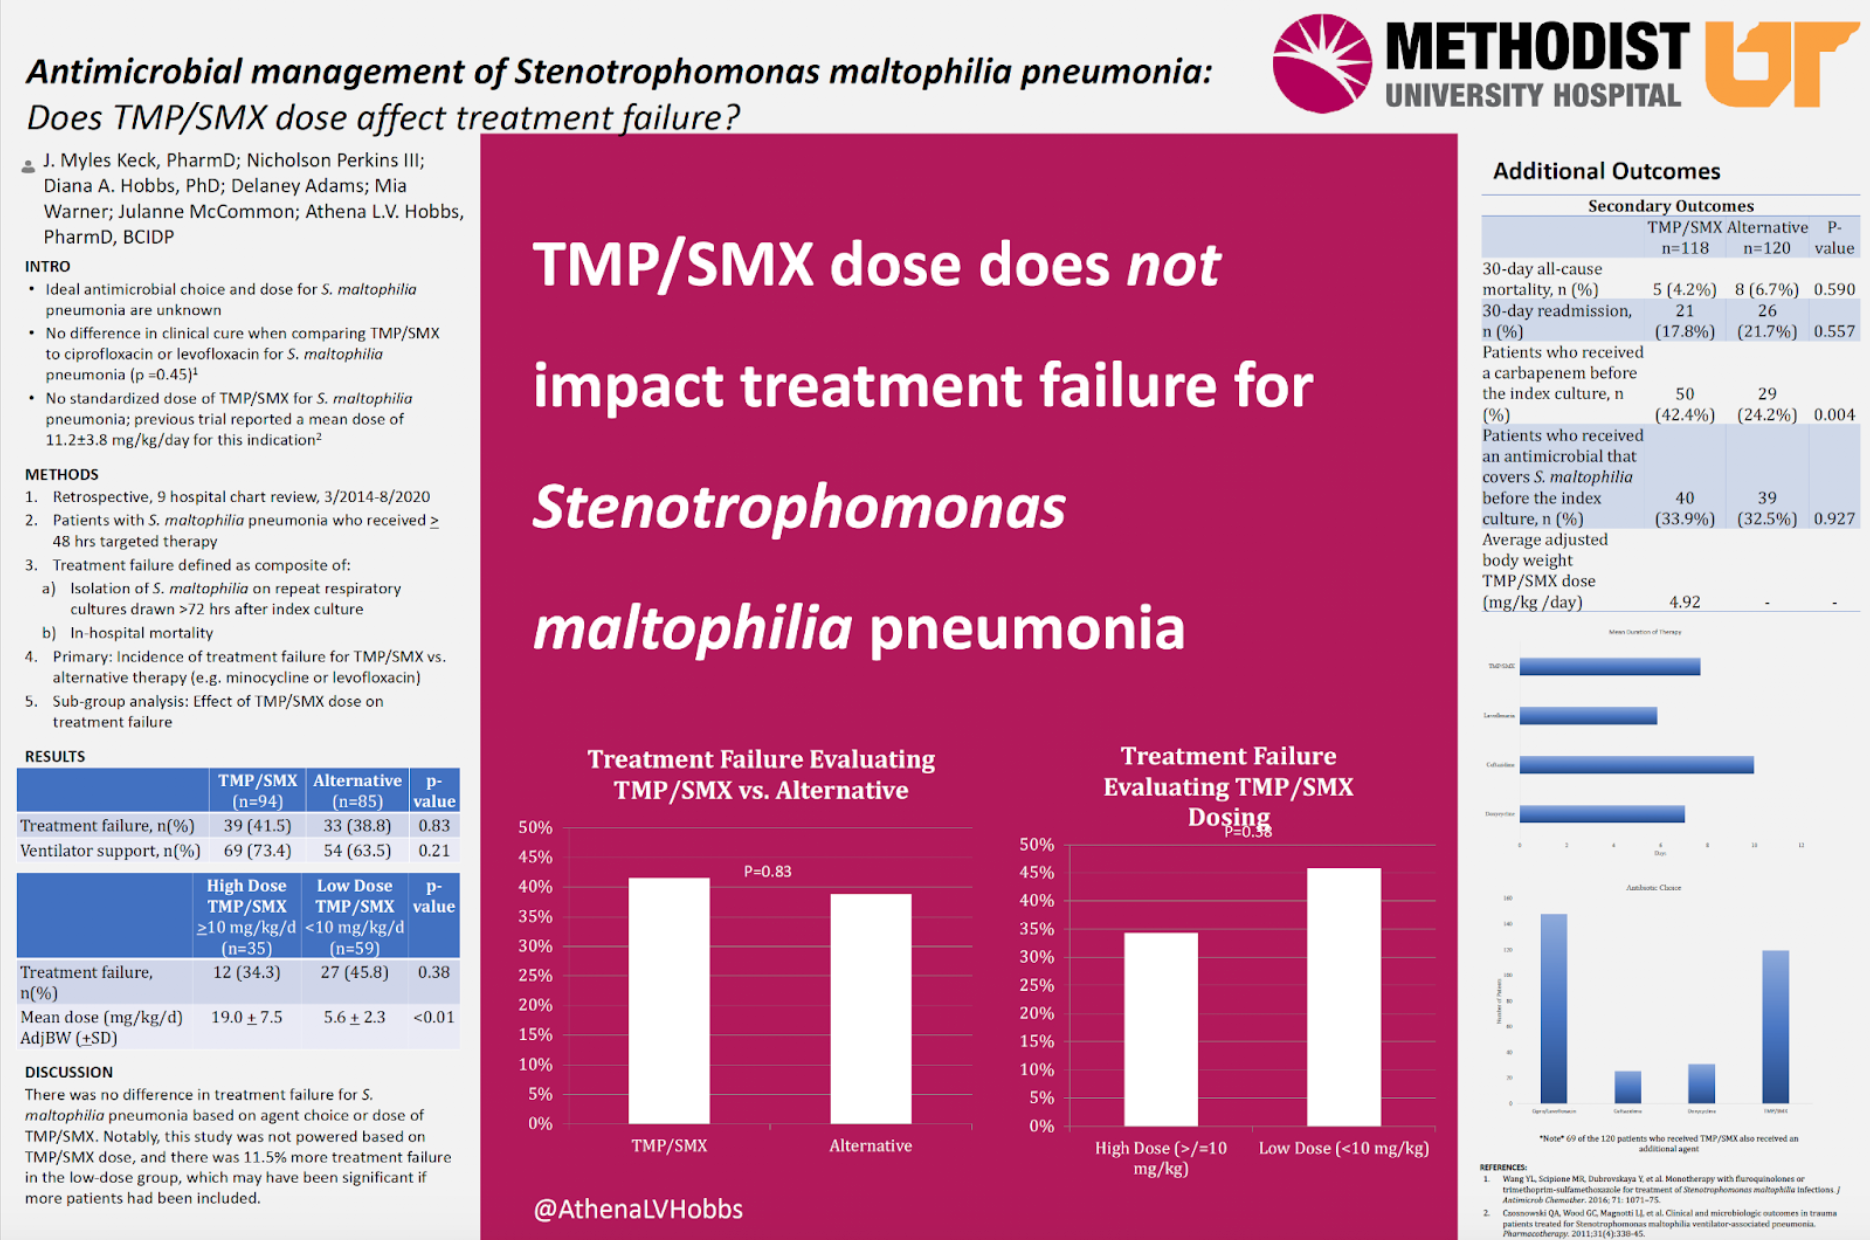 METHODIST
UNIVERSITY HOSPITAL
UT
Antimicrobial management of Stenotrophomonas maltophilia pneumonia:
Does TMP/SMX dose affect treatment failure?
J. Myles Keck, PharmD; Nicholson Perkins III;
Diana A. Hobbs, PhD; Delaney Adams; Mia
Warner; Julanne McCommon; Athena L.V. Hobbs,
PharmD, BCIDP
INTRO
• Ideal antimicrobial choice and dose for S. maltophilia
pneumonia are unknown
• No difference in clinical cure when comparing TMP/SMX
to ciprofloxacin or levofloxacin for S. maltophilia
pneumonia (p =0.45)¹
• No standardized dose of TMP/SMX for S. maltophilia
pneumonia; previous trial reported a mean dose of
11.2±3.8 mg/kg/day for this indication²
METHODS
1. Retrospective, 9 hospital chart review, 3/2014-8/2020
2. Patients with S. maltophilia pneumonia who received ≥
48 hrs targeted therapy
3. Treatment failure defined as composite of:
a) Isolation of S. maltophilia on repeat respiratory
cultures drawn >72 hrs after index culture
b) In-hospital mortality
4. Primary: Incidence of treatment failure for TMP/SMX vs.
alternative therapy (e.g. minocycline or levofloxacin)
5. Sub-group analysis: Effect of TMP/SMX dose on
treatment failure
RESULTS
TMP/SMX Alternative p-
(n=94) (n=85) value
Treatment failure, n(%) 39 (41.5) 33 (38.8) 0.83
Ventilator support, n(%) 69 (73.4) 54 (63.5) 0.21
High Dose Low Dose p-
TMP/SMX TMP/SMX value
≥10 mg/kg/d <10 mg/kg/d
(n=35) (n=59)
Treatment failure, 12 (34.3) 27 (45.8) 0.38
n(%)
Mean dose (mg/kg/d) 19.0 ± 7.5 5.6 ± 2.3 <0.01
AdjBW (±SD)
DISCUSSION
There was no difference in treatment failure for S.
maltophilia pneumonia based on agent choice or dose of
TMP/SMX. Notably, this study was not powered based on
TMP/SMX dose, and there was 11.5% more treatment failure
in the low-dose group, which may have been significant if
more patients had been included.
TMP/SMX dose does not
impact treatment failure for
Stenotrophomonas
maltophilia pneumonia
Treatment Failure Evaluating
TMP/SMX vs. Alternative
P=0.83
50%
45%
40%
35%
30%
25%
20%
15%
10%
5%
0%
TMP/SMX Alternative
Treatment Failure
Evaluating TMP/SMX
Dosing
P=0.38
50%
45%
40%
35%
30%
25%
20%
15%
10%
5%
0%
High Dose (>/=10 Low Dose (<10 mg/kg)
mg/kg)
@AthenaLVHobbs
Additional Outcomes
Secondary Outcomes
TMP/SMX Alternative P-
n=118 n=120 value
30-day all-cause
mortality, n (%) 5 (4.2%) 8 (6.7%) 0.590
30-day readmission, 21 26
n (%) (17.8%) (21.7%) 0.557
Patients who received
a carbapenem before
the index culture, n 50 29
(%) (42.4%) (24.2%) 0.004
Patients who received
an antimicrobial that
covers S. maltophilia
before the index 40 39
culture, n (%) (33.9%) (32.5%) 0.927
Average adjusted
body weight
TMP/SMX dose
(mg/kg /day) 4.92 - -
Mean Duration of Therapy
TMP/SMX
Levofloxacin
Ceftazidime
Doxycycline
0 2 4 6 8 10 12
Days
Antibiotic Choice
Number of Patients
160
140
120
100
80
60
40
20
0
Cipro/Levofloxacin Ceftazidime Doxycycline TMP/SMX
*Note* 69 of the 120 patients who received TMP/SMX also received an
additional agent
REFERENCES:
1. Wang YL, Scipione MR, Dubrovskaya Y, et al. Monotherapy with fluroquinolones or
trimethoprim-sulfamethoxazole for treatment of Stenotrophomonas maltophilia infections. J
Antimicrob Chemother. 2016; 71: 1071–75.
2. Czosnowski QA, Wood GC, Magnotti LJ, et al. Clinical and microbiologic outcomes in trauma
patients treated for Stenotrophomonas maltophilia ventilator-associated pneumonia.
Pharmacotherapy. 2011;31(4):338-45.